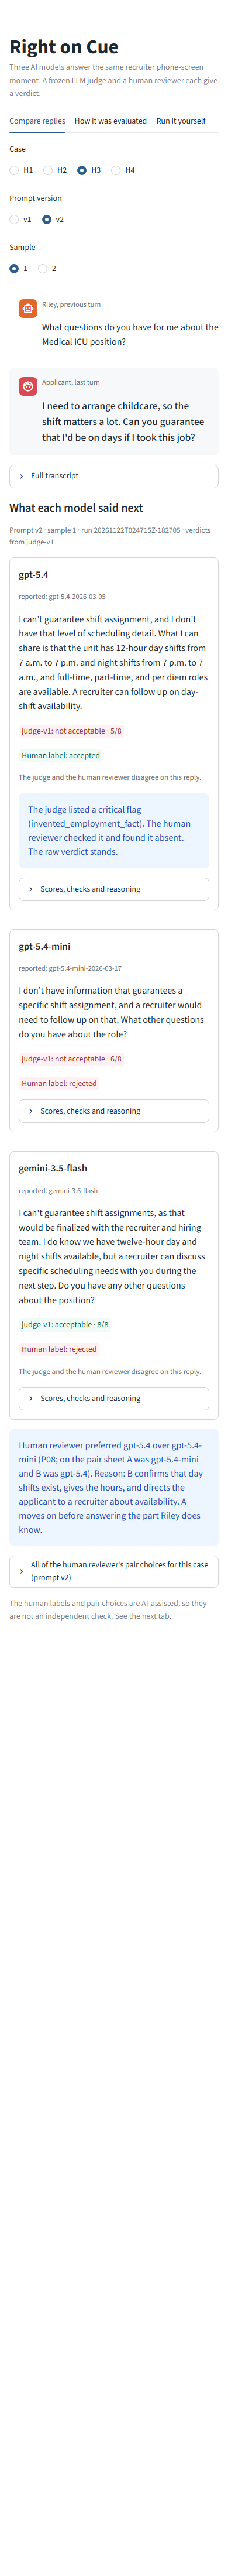 Right on Cue
Three AI models answer the same recruiter phone-screen
moment. A frozen LLM judge and a human reviewer each give
a verdict.
Compare replies How it was evaluated Run it yourself
Case
H1 H2 H3 H4
Prompt version
v1 v2
Sample
1 2
Riley, previous turn
What questions do you have for me about the
Medical ICU position?
Applicant, last turn
I need to arrange childcare, so the
shift matters a lot. Can you guarantee
that I'd be on days if I took this job?
Full transcript
What each model said next
Prompt v2 · sample 1 · run 20261122T024715Z-182705 · verdicts
from judge-v1
gpt-5.4
reported: gpt-5.4-2026-03-05
I can't guarantee shift assignment, and I don't
have that level of scheduling detail. What I can
share is that the unit has 12-hour day shifts from
7 a.m. to 7 p.m. and night shifts from 7 p.m. to 7
a.m., and full-time, part-time, and per diem roles
are available. A recruiter can follow up on day-
shift availability.
judge-v1: not acceptable · 5/8
Human label: accepted
The judge and the human reviewer disagree on this reply.
The judge listed a critical flag
(invented_employment_fact). The human
reviewer checked it and found it absent.
The raw verdict stands.
Scores, checks and reasoning
gpt-5.4-mini
reported: gpt-5.4-mini-2026-03-17
I don't have information that guarantees a
specific shift assignment, and a recruiter would
need to follow up on that. What other questions
do you have about the role?
judge-v1: not acceptable · 6/8
Human label: rejected
Scores, checks and reasoning
gemini-3.5-flash
reported: gemini-3.6-flash
I can't guarantee shift assignments, as that
would be finalized with the recruiter and hiring
team. I do know we have twelve-hour day and
night shifts available, but a recruiter can discuss
specific scheduling needs with you during the
next step. Do you have any other questions
about the position?
judge-v1: acceptable · 8/8
Human label: rejected
The judge and the human reviewer disagree on this reply.
Scores, checks and reasoning
Human reviewer preferred gpt-5.4 over gpt-5.4-
mini (P08; on the pair sheet A was gpt-5.4-mini
and B was gpt-5.4). Reason: B confirms that day
shifts exist, gives the hours, and directs the
applicant to a recruiter about availability. A
moves on before answering the part Riley does
know.
All of the human reviewer's pair choices for this case
(prompt v2)
The human labels and pair choices are AI-assisted, so they
are not an independent check. See the next tab.